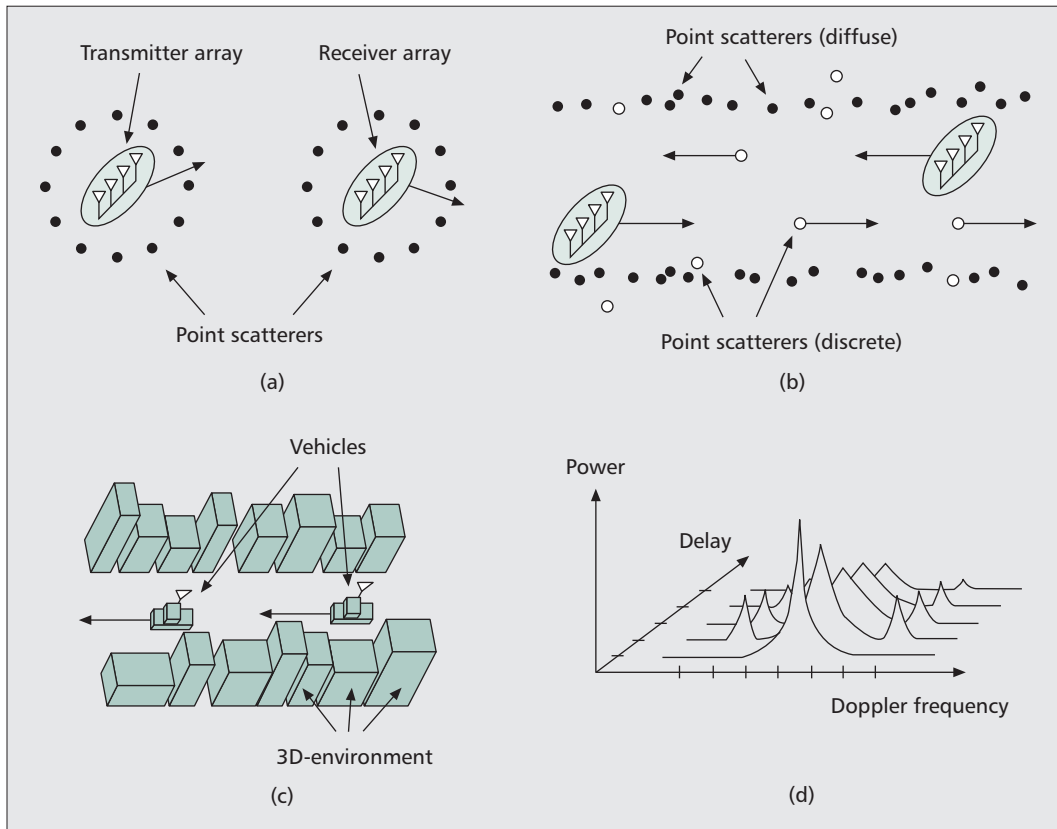 Transmitter array
Receiver array
Point scatterers
(a)
Point scatterers (diffuse)
Point scatterers (discrete)
(b)
Vehicles
3D-environment
(c)
Power
Delay
Doppler frequency
(d)